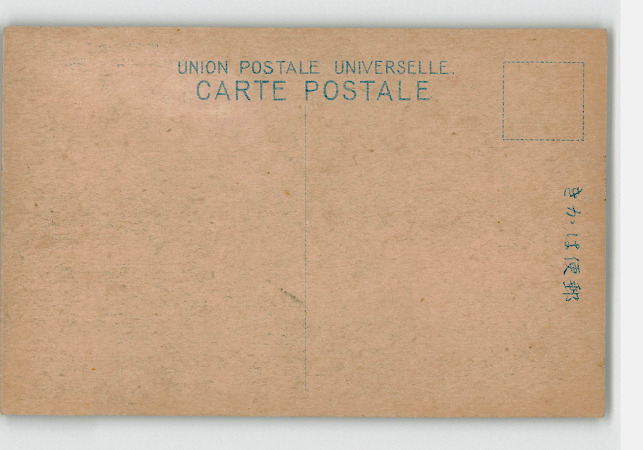 UNION POSTALE UNIVERSELLE.
CARTE POSTALE
郵便はかき